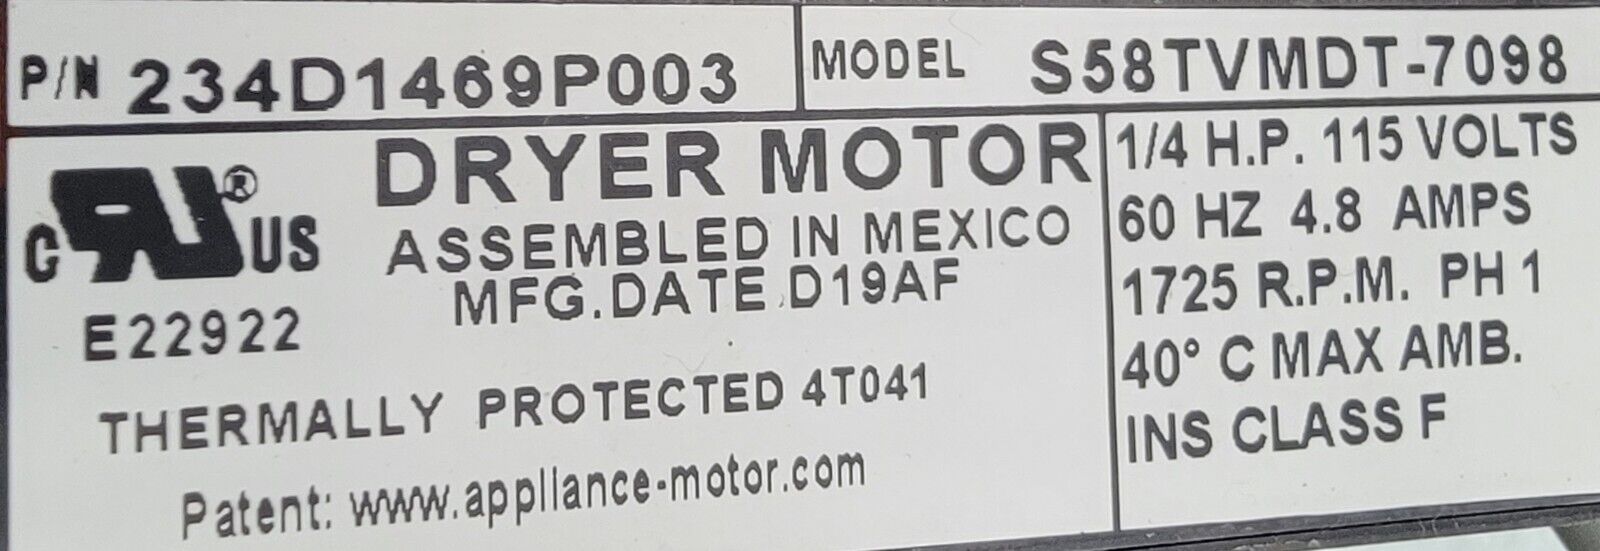 P/N 234D1469P003
MODEL S58TVMDT-7098
C RU® US
E22922
DRYER MOTOR
ASSEMBLED IN MEXICO
MFG.DATE D19AF
THERMALLY PROTECTED 4T041
Patent: www.appliance-motor.com
1/4 H.P. 115 VOLTS
60 HZ 4.8 AMPS
1725 R.P.M. PH 1
40° C MAX AMB.
INS CLASS F